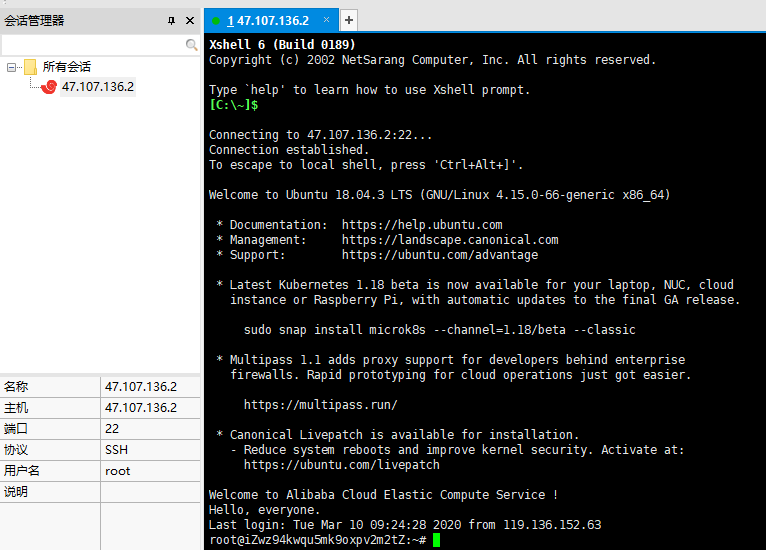 会话管理器
所有会话
47.107.136.2
名称 47.107.136.2
主机 47.107.136.2
端口 22
协议 SSH
用户名 root
说明
1 47.107.136.2 × +
Xshell 6 (Build 0189)
Copyright (c) 2002 NetSarang Computer, Inc. All rights reserved.
Type `help' to learn how to use Xshell prompt.
[C:\~]$
Connecting to 47.107.136.2:22...
Connection established.
To escape to local shell, press 'Ctrl+Alt+]'.
Welcome to Ubuntu 18.04.3 LTS (GNU/Linux 4.15.0-66-generic x86_64)
* Documentation:  https://help.ubuntu.com
* Management:     https://landscape.canonical.com
* Support:        https://ubuntu.com/advantage
* Latest Kubernetes 1.18 beta is now available for your laptop, NUC, cloud
instance or Raspberry Pi, with automatic updates to the final GA release.
sudo snap install microk8s --channel=1.18/beta --classic
* Multipass 1.1 adds proxy support for developers behind enterprise
firewalls. Rapid prototyping for cloud operations just got easier.
https://multipass.run/
* Canonical Livepatch is available for installation.
- Reduce system reboots and improve kernel security. Activate at:
https://ubuntu.com/livepatch
Welcome to Alibaba Cloud Elastic Compute Service !
Hello, everyone.
Last login: Tue Mar 10 09:24:28 2020 from 119.136.152.63
root@iZwz94kwqu5mk9oxpv2m2tZ:~#